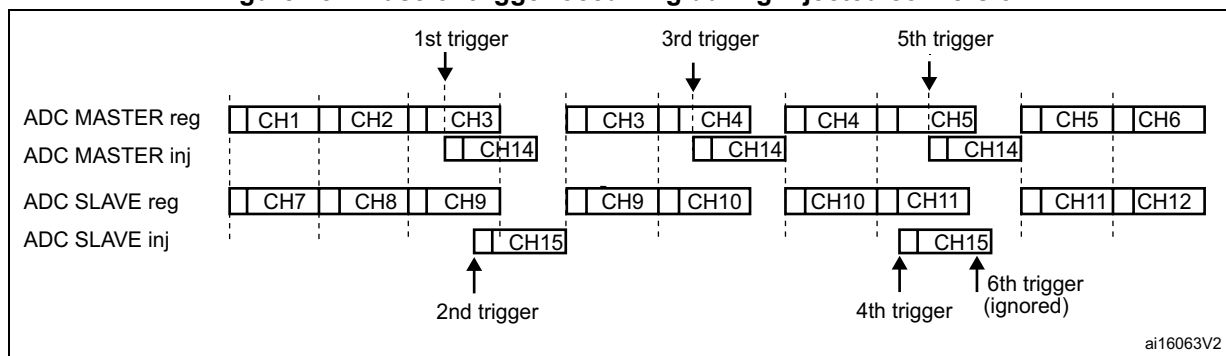 1st trigger 3rd trigger 5th trigger
ADC MASTER reg CH1 CH2 CH3 CH3 CH4 CH4 CH5 CH5 CH6
ADC MASTER inj CH14 CH14 CH14
ADC SLAVE reg CH7 CH8 CH9 CH9 CH10 CH10 CH11 CH11 CH12
ADC SLAVE inj CH15 CH15
2nd trigger 4th trigger 6th trigger
(ignored)
ai16063V2